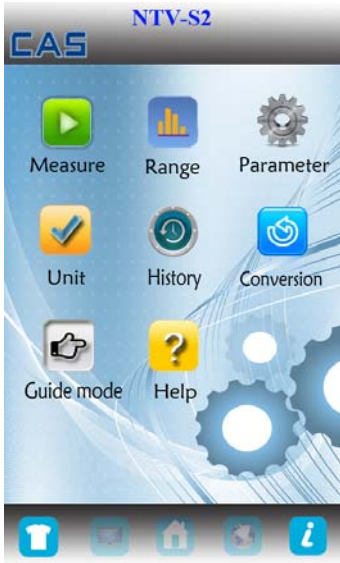 NTV-S2
CAS
Measure Range Parameter
Unit History Conversion
Guide mode Help